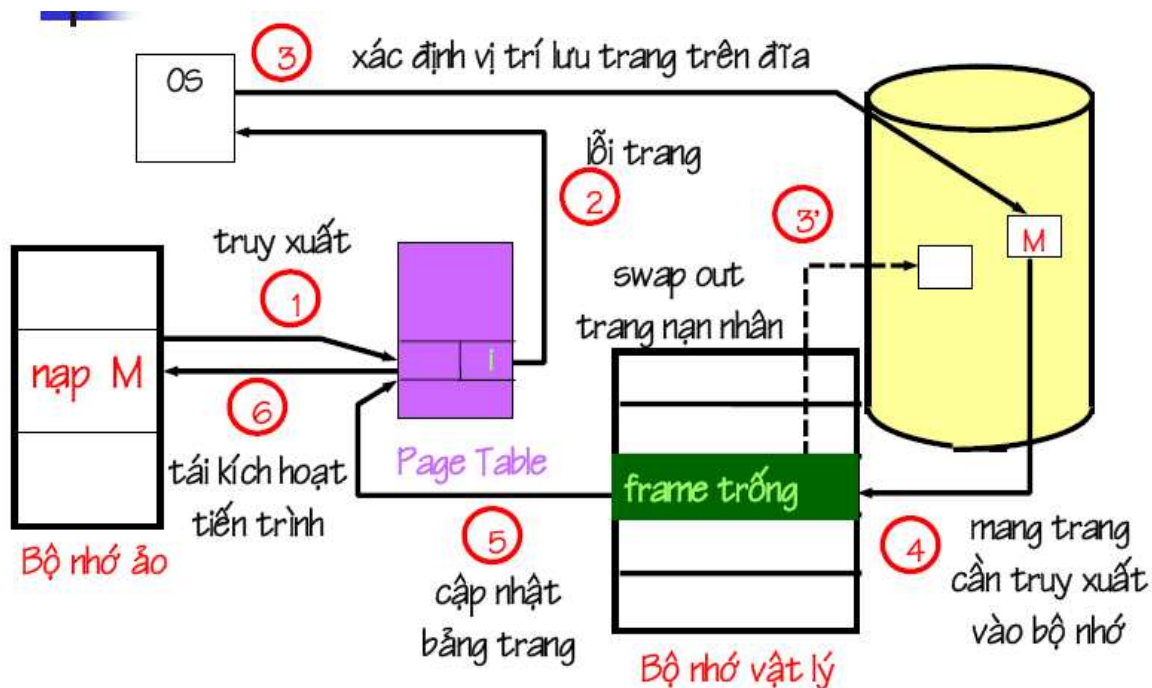 3
xác định vị trí lưu trang trên đĩa
OS
lỗi trang
2
3'
truy xuất
1
M
swap out
trang nạn nhân
i
nạp M
6
Page Table
tái kích hoạt
tiến trình
frame trống
Bộ nhớ ảo
5
4
mang trang
cần truy xuất
vào bộ nhớ
cập nhật
bảng trang
Bộ nhớ vật lý